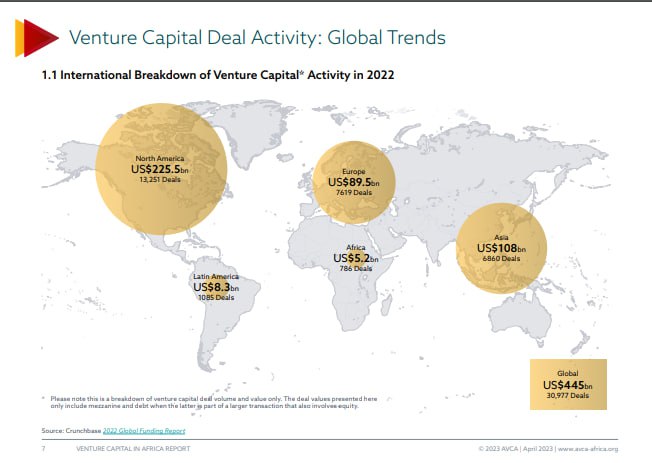 Venture Capital Deal Activity: Global Trends
1.1 International Breakdown of Venture Capital* Activity in 2022
North America
US$225.5bn
13,251 Deals
Europe
US$89.5bn
7619 Deals
Asia
US$108bn
6860 Deals
Africa
US$5.2bn
786 Deals
Latin America
US$8.3bn
1085 Deals
Global
US$445bn
30,977 Deals
* Please note this is a breakdown of venture capital deal volume and value only. The deal values presented here
only include mezzanine and debt when the latter is part of a larger transaction that also involves equity.
Source: Crunchbase 2022 Global Funding Report
7 VENTURE CAPITAL IN AFRICA REPORT © 2023 AVCA | April 2023 | www.avca-africa.org